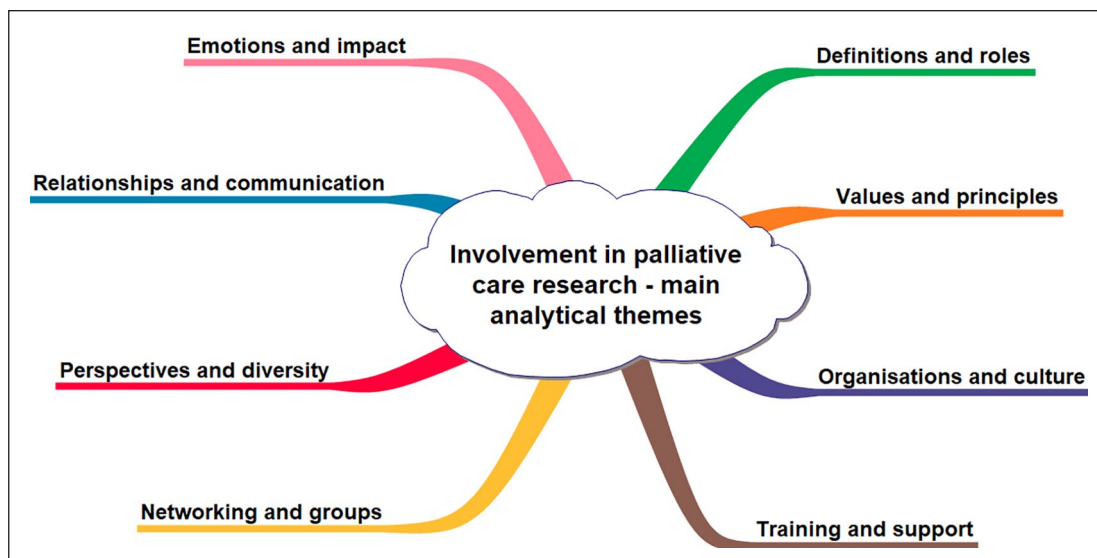 Emotions and impact
Definitions and roles
Relationships and communication
Values and principles
Involvement in palliative
care research - main
analytical themes
Perspectives and diversity
Organisations and culture
Networking and groups
Training and support